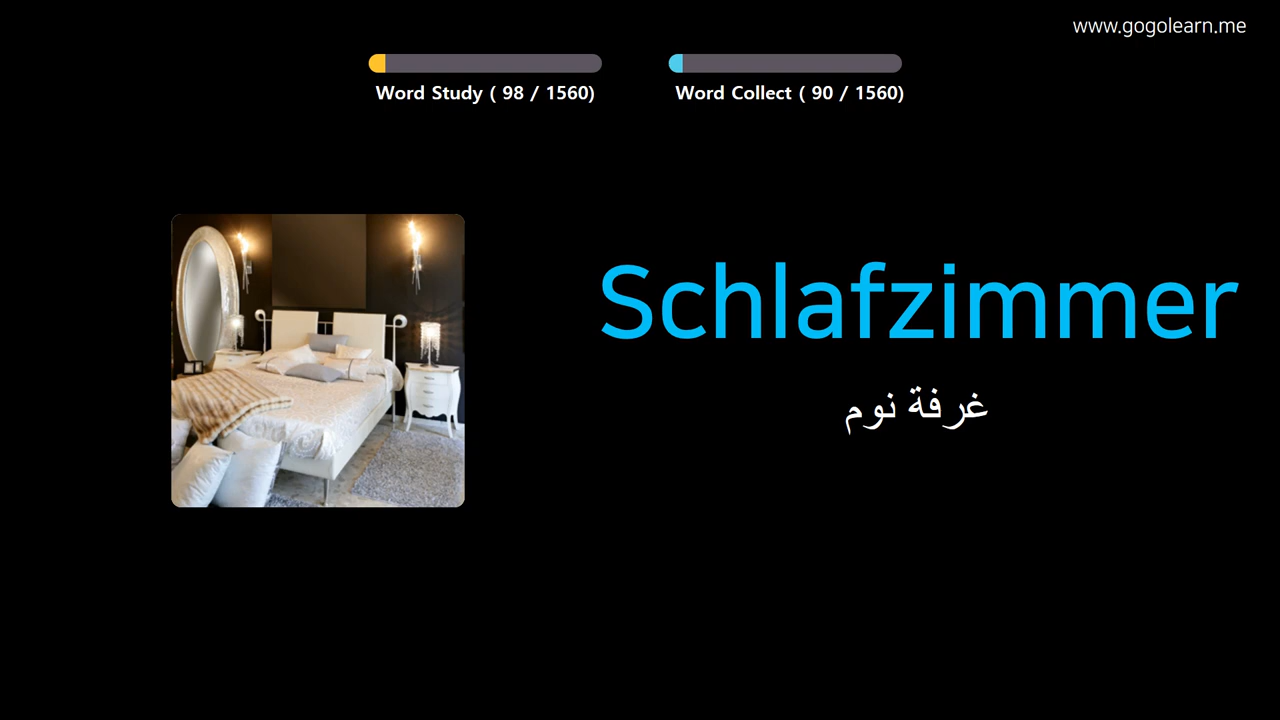 www.gogolearn.me
Word Study ( 98 / 1560)
Word Collect ( 90 / 1560)
Schlafzimmer
غرفة نوم